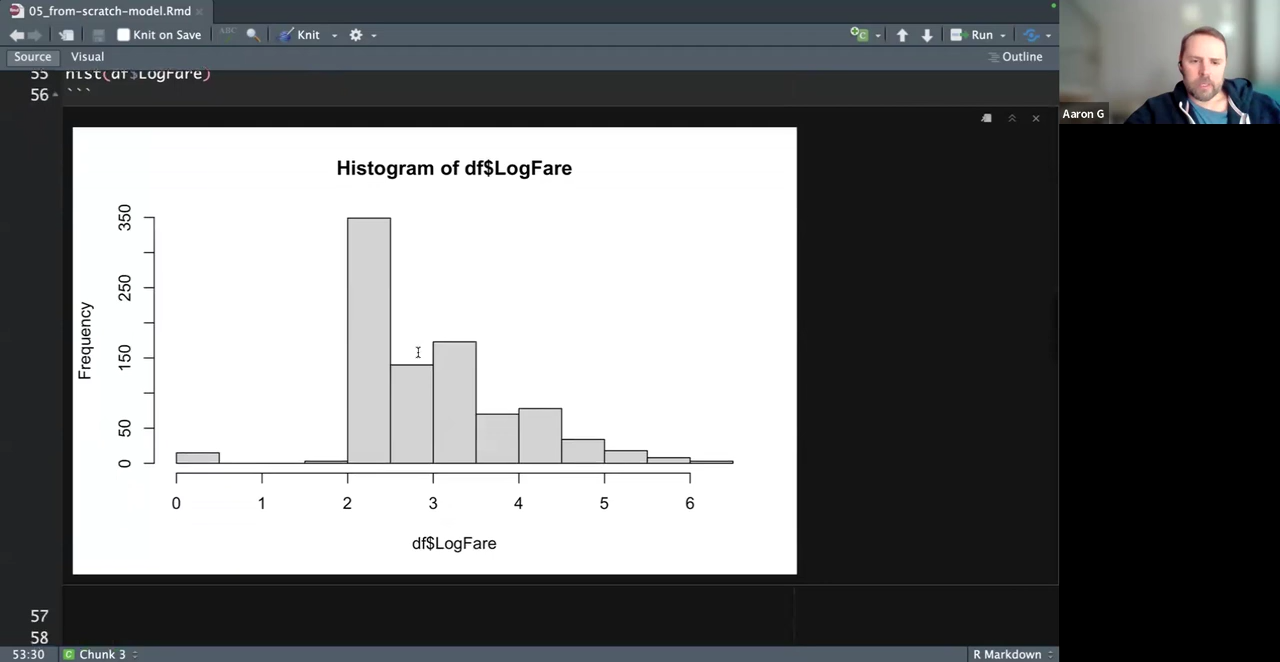 05_from-scratch-model.Rmd
Knit on Save
ABC
Knit
Run
Source
Visual
Outline
55 hist(df$LogFare)
56 ```
Aaron G
Histogram of df$LogFare
Frequency
350
250
150
50
0
0 1 2 3 4 5 6
df$LogFare
57
58
53:30
C Chunk 3
R Markdown